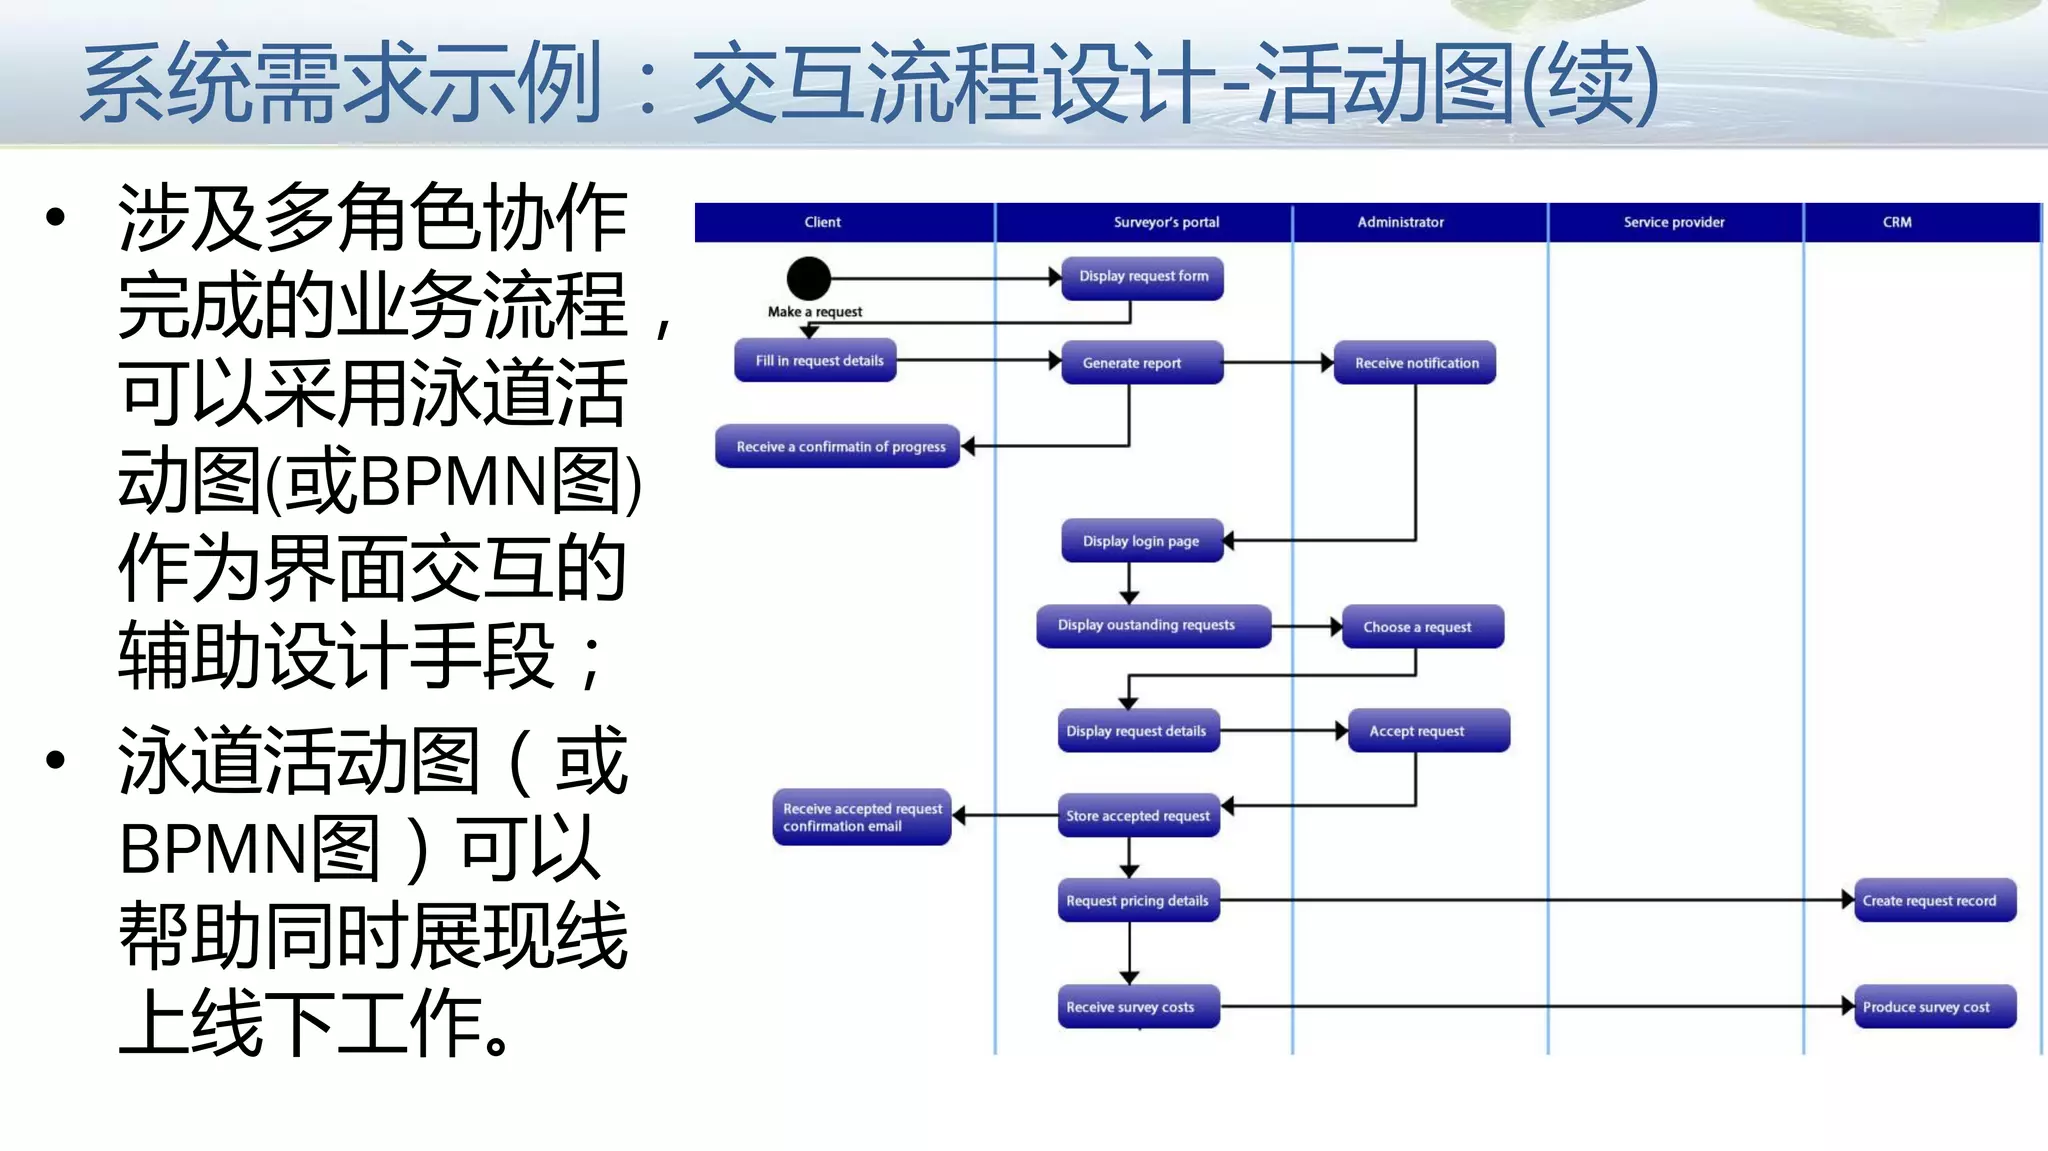 系统需求示例：交互流程设计-活动图(续)
• 涉及多角色协作
完成的业务流程，
可以采用泳道活
动图(或BPMN图)
作为界面交互的
辅助设计手段；
• 泳道活动图（或
BPMN图）可以
帮助同时展现线
上线下工作。
Client
Surveyor's portal
Administrator
Service provider
CRM
Display request form
Make a request
Fill in request details
Generate report
Receive notification
Receive a confirmatin of progress
Display login page
Display oustanding requests
Choose a request
Display request details
Accept request
Receive accepted request
confirmation email
Store accepted request
Request pricing details
Create request record
Receive survey costs
Produce survey cost